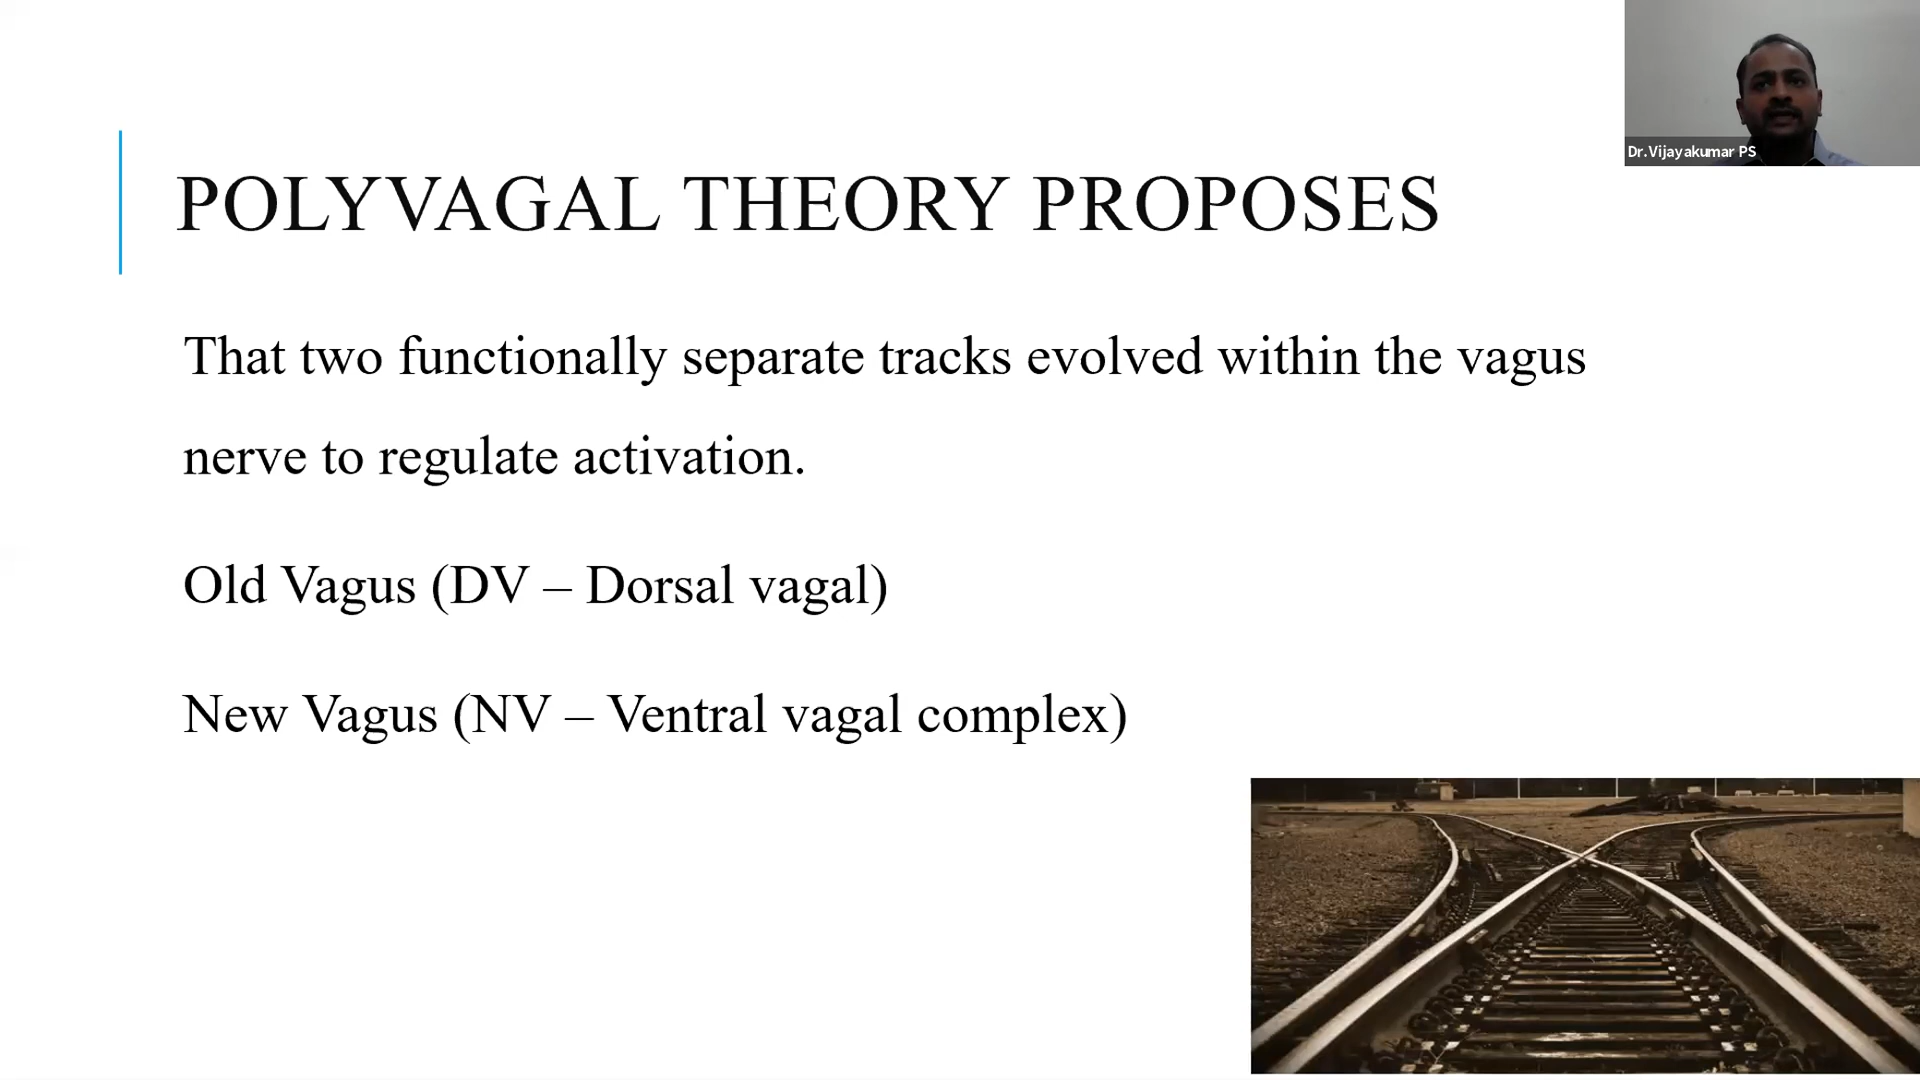 Dr.Vijayakumar PS
POLYVAGAL THEORY PROPOSES
That two functionally separate tracks evolved within the vagus
nerve to regulate activation.
Old Vagus (DV – Dorsal vagal)
New Vagus (NV – Ventral vagal complex)